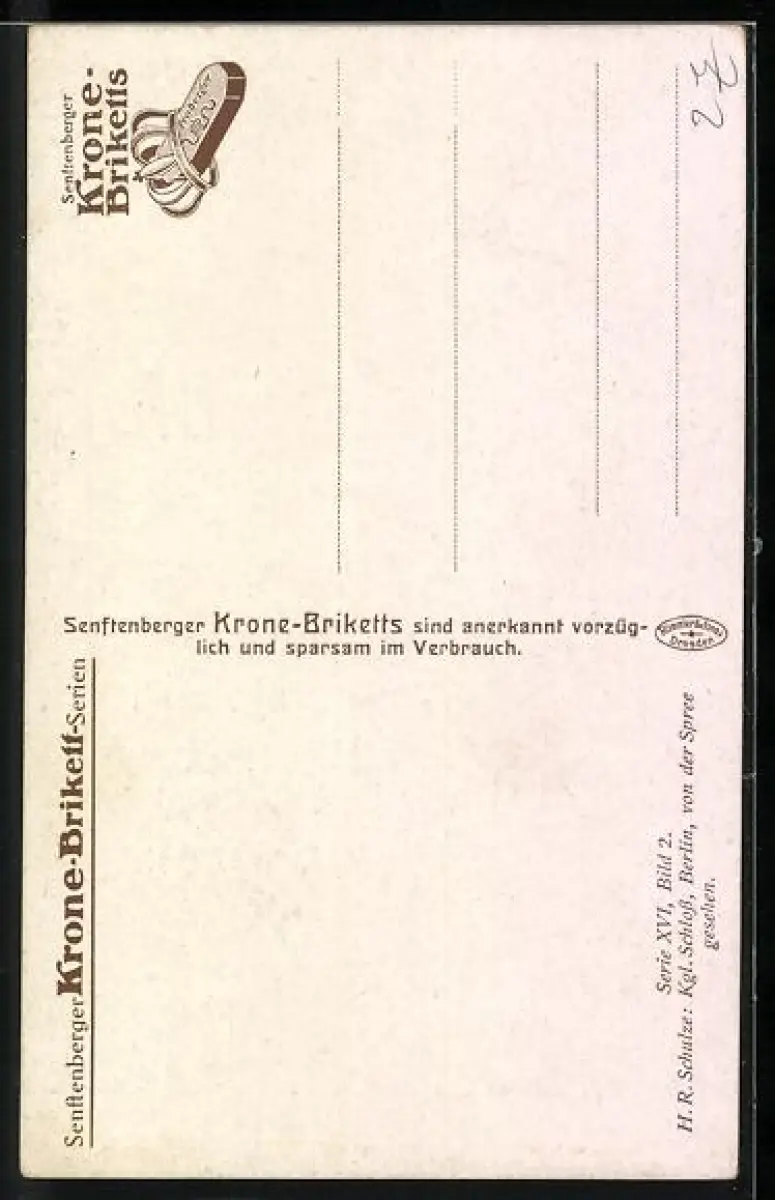 Senftenberger Krone-Brikett-Serien
Senftenberger
Krone-
Briketts
Senftenberger Krone-Briketts sind anerkannt vorzüg-
lich und sparsam im Verbrauch.
Dresden
Serie XVI, Bild 2.
H. R. Schulze: Kgl. Schloß, Berlin, von der Spree
gesehen.